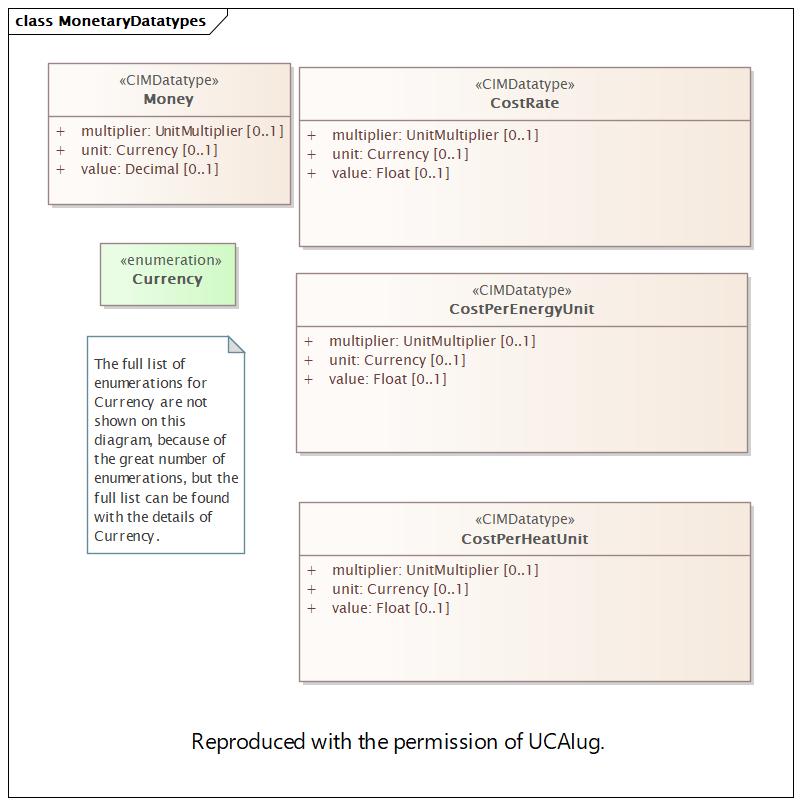 class MonetaryDatatypes
«CIMDatatype»
Money
+ multiplier: UnitMultiplier [0..1]
+ unit: Currency [0..1]
+ value: Decimal [0..1]
«CIMDatatype»
CostRate
+ multiplier: UnitMultiplier [0..1]
+ unit: Currency [0..1]
+ value: Float [0..1]
«enumeration»
Currency
«CIMDatatype»
CostPerEnergyUnit
+ multiplier: UnitMultiplier [0..1]
+ unit: Currency [0..1]
+ value: Float [0..1]
The full list of
enumerations for
Currency are not
shown on this
diagram, because of
the great number of
enumerations, but the
full list can be found
with the details of
Currency.
«CIMDatatype»
CostPerHeatUnit
+ multiplier: UnitMultiplier [0..1]
+ unit: Currency [0..1]
+ value: Float [0..1]
Reproduced with the permission of UCAIug.